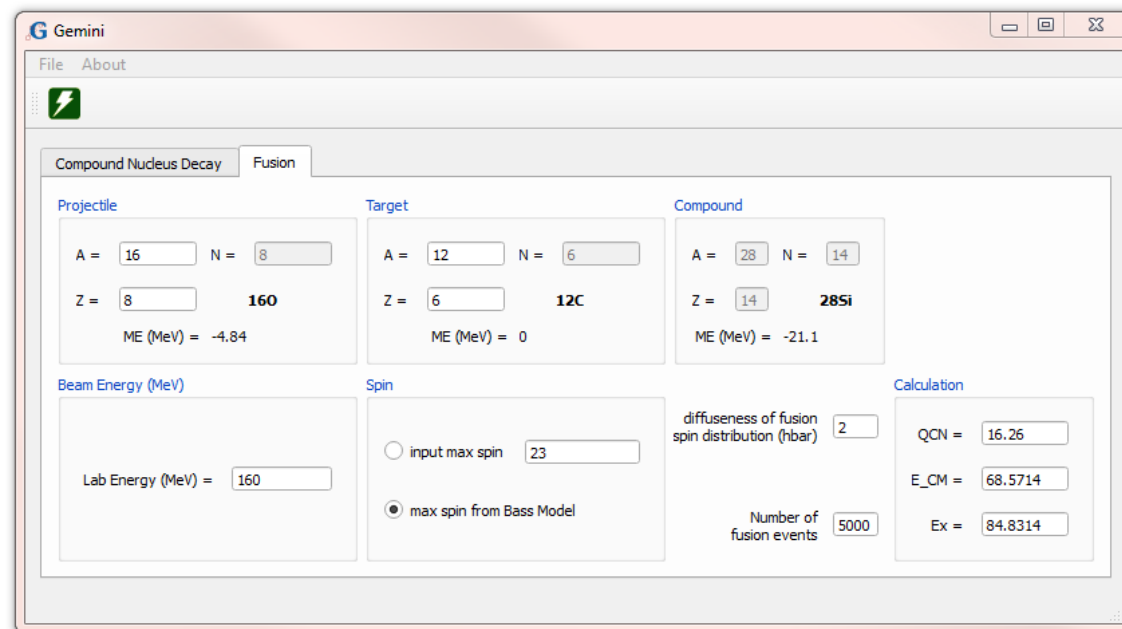 Gemini
File About
Compound Nucleus Decay Fusion
Projectile
A = 16 N = 8
Z = 8 16O
ME (MeV) = -4.84
Target
A = 12 N = 6
Z = 6 12C
ME (MeV) = 0
Compound
A = 28 N = 14
Z = 14 28Si
ME (MeV) = -21.1
Beam Energy (MeV)
Lab Energy (MeV) = 160
Spin
input max spin 23
max spin from Bass Model
diffuseness of fusion
spin distribution (hbar) 2
Number of
fusion events 5000
Calculation
QCN = 16.26
E_CM = 68.5714
Ex = 84.8314